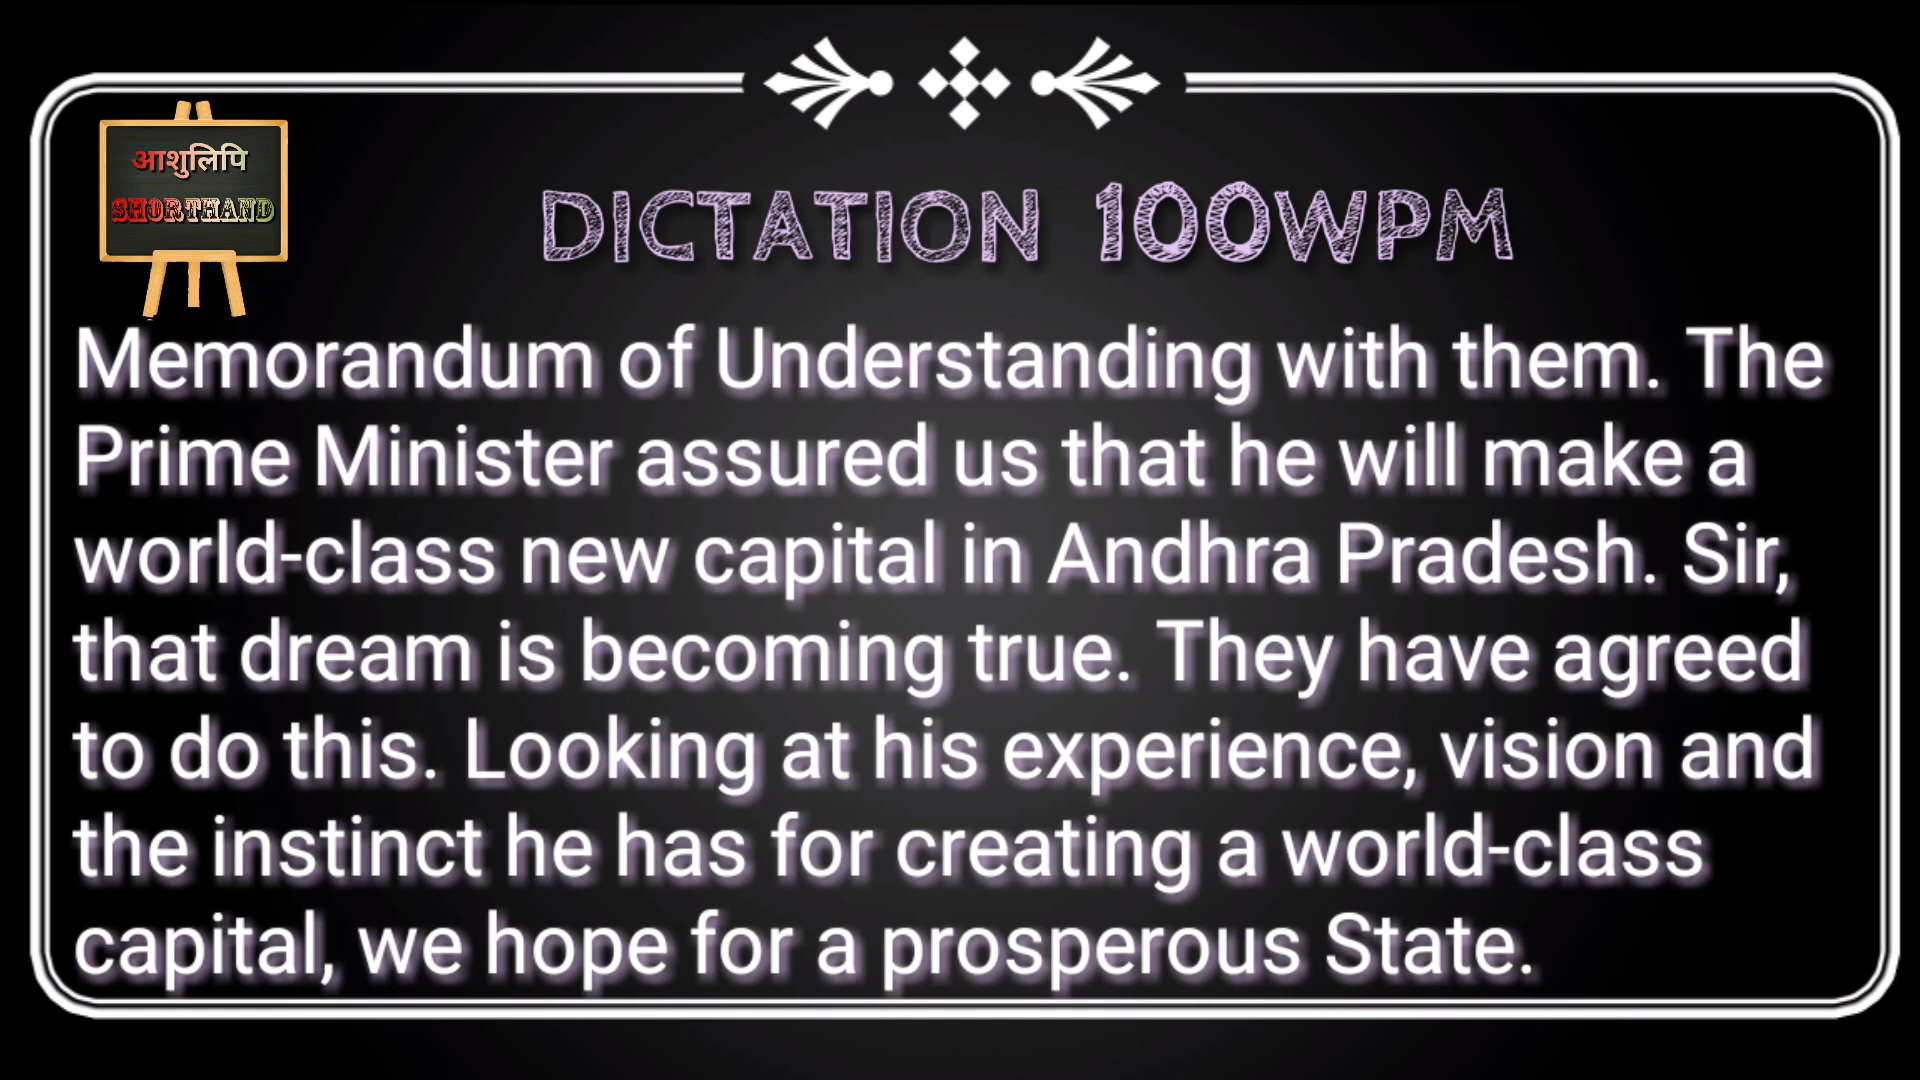 आशुलिपि
SHORTHAND
DICTATION 100WPM
Memorandum of Understanding with them. The
Prime Minister assured us that he will make a
world-class new capital in Andhra Pradesh. Sir,
that dream is becoming true. They have agreed
to do this. Looking at his experience, vision and
the instinct he has for creating a world-class
capital, we hope for a prosperous State.